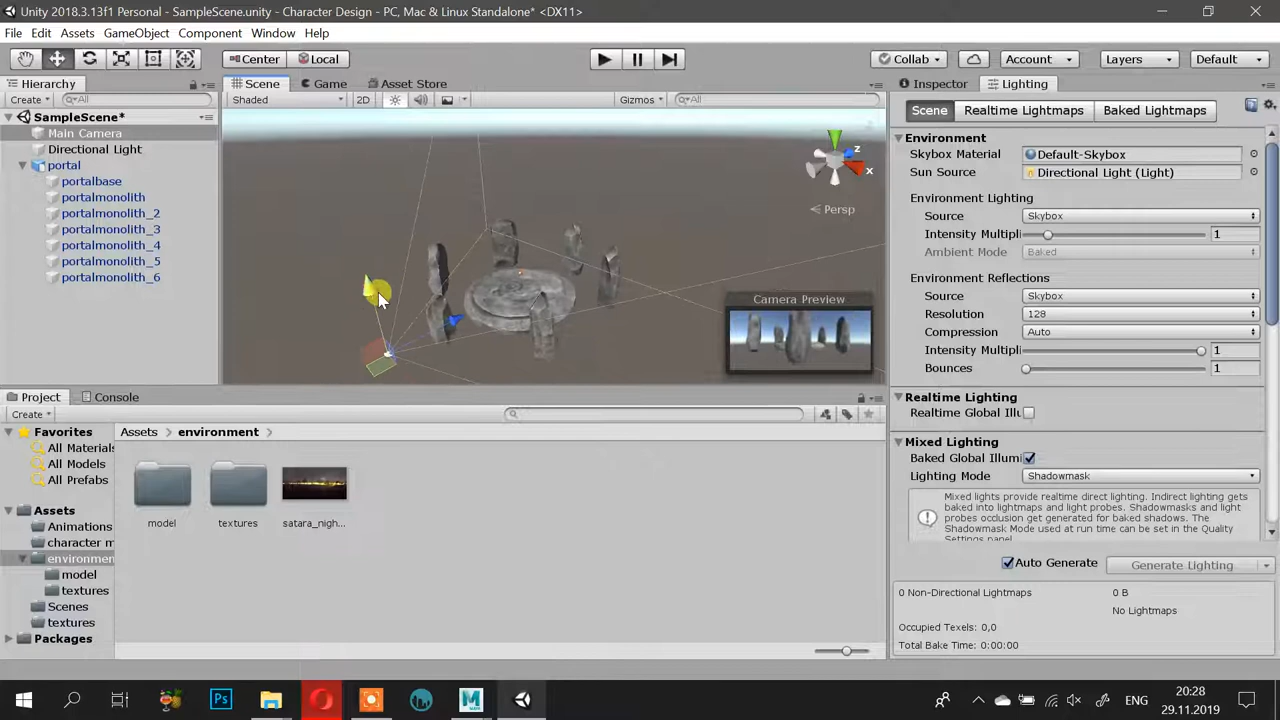 Unity 2018.3.13f1 Personal - SampleScene.unity - Character Design - PC, Mac & Linux Standalone* <DX11>
File Edit Assets GameObject Component Window Help
Center Local Collab Account Layers Default
Hierarchy
Create All
SampleScene*
Main Camera
Directional Light
portal
portalbase
portalmonolith
portalmonolith_2
portalmonolith_3
portalmonolith_4
portalmonolith_5
portalmonolith_6
Scene Game Asset Store
Shaded 2D Gizmos All
z
x
Persp
Camera Preview
Inspector Lighting
Scene Realtime Lightmaps Baked Lightmaps
Environment
Skybox Material Default-Skybox
Sun Source Directional Light (Light)
Environment Lighting
Source Skybox
Intensity Multipli 1
Ambient Mode Baked
Environment Reflections
Source Skybox
Resolution 128
Compression Auto
Intensity Multipli 1
Bounces 1
Realtime Lighting
Realtime Global Illu
Mixed Lighting
Baked Global Illumi
Lighting Mode Shadowmask
Mixed lights provide realtime direct lighting. Indirect lighting gets
baked into lightmaps and light probes. Shadowmasks and light
probes occlusion get generated for baked shadows. The
Shadowmask Mode used at run time can be set in the Quality
Settings panel.
Auto Generate Generate Lighting
0 Non-Directional Lightmaps 0 B
No Lightmaps
Occupied Texels: 0,0
Total Bake Time: 0:00:00
Project Console
Create
Favorites
All Materials
All Models
All Prefabs
Assets
Animations
character m
environmen
model
textures
Scenes
textures
Packages
Assets environment
model textures satara_nigh...
Ps
ENG
20:28
29.11.2019